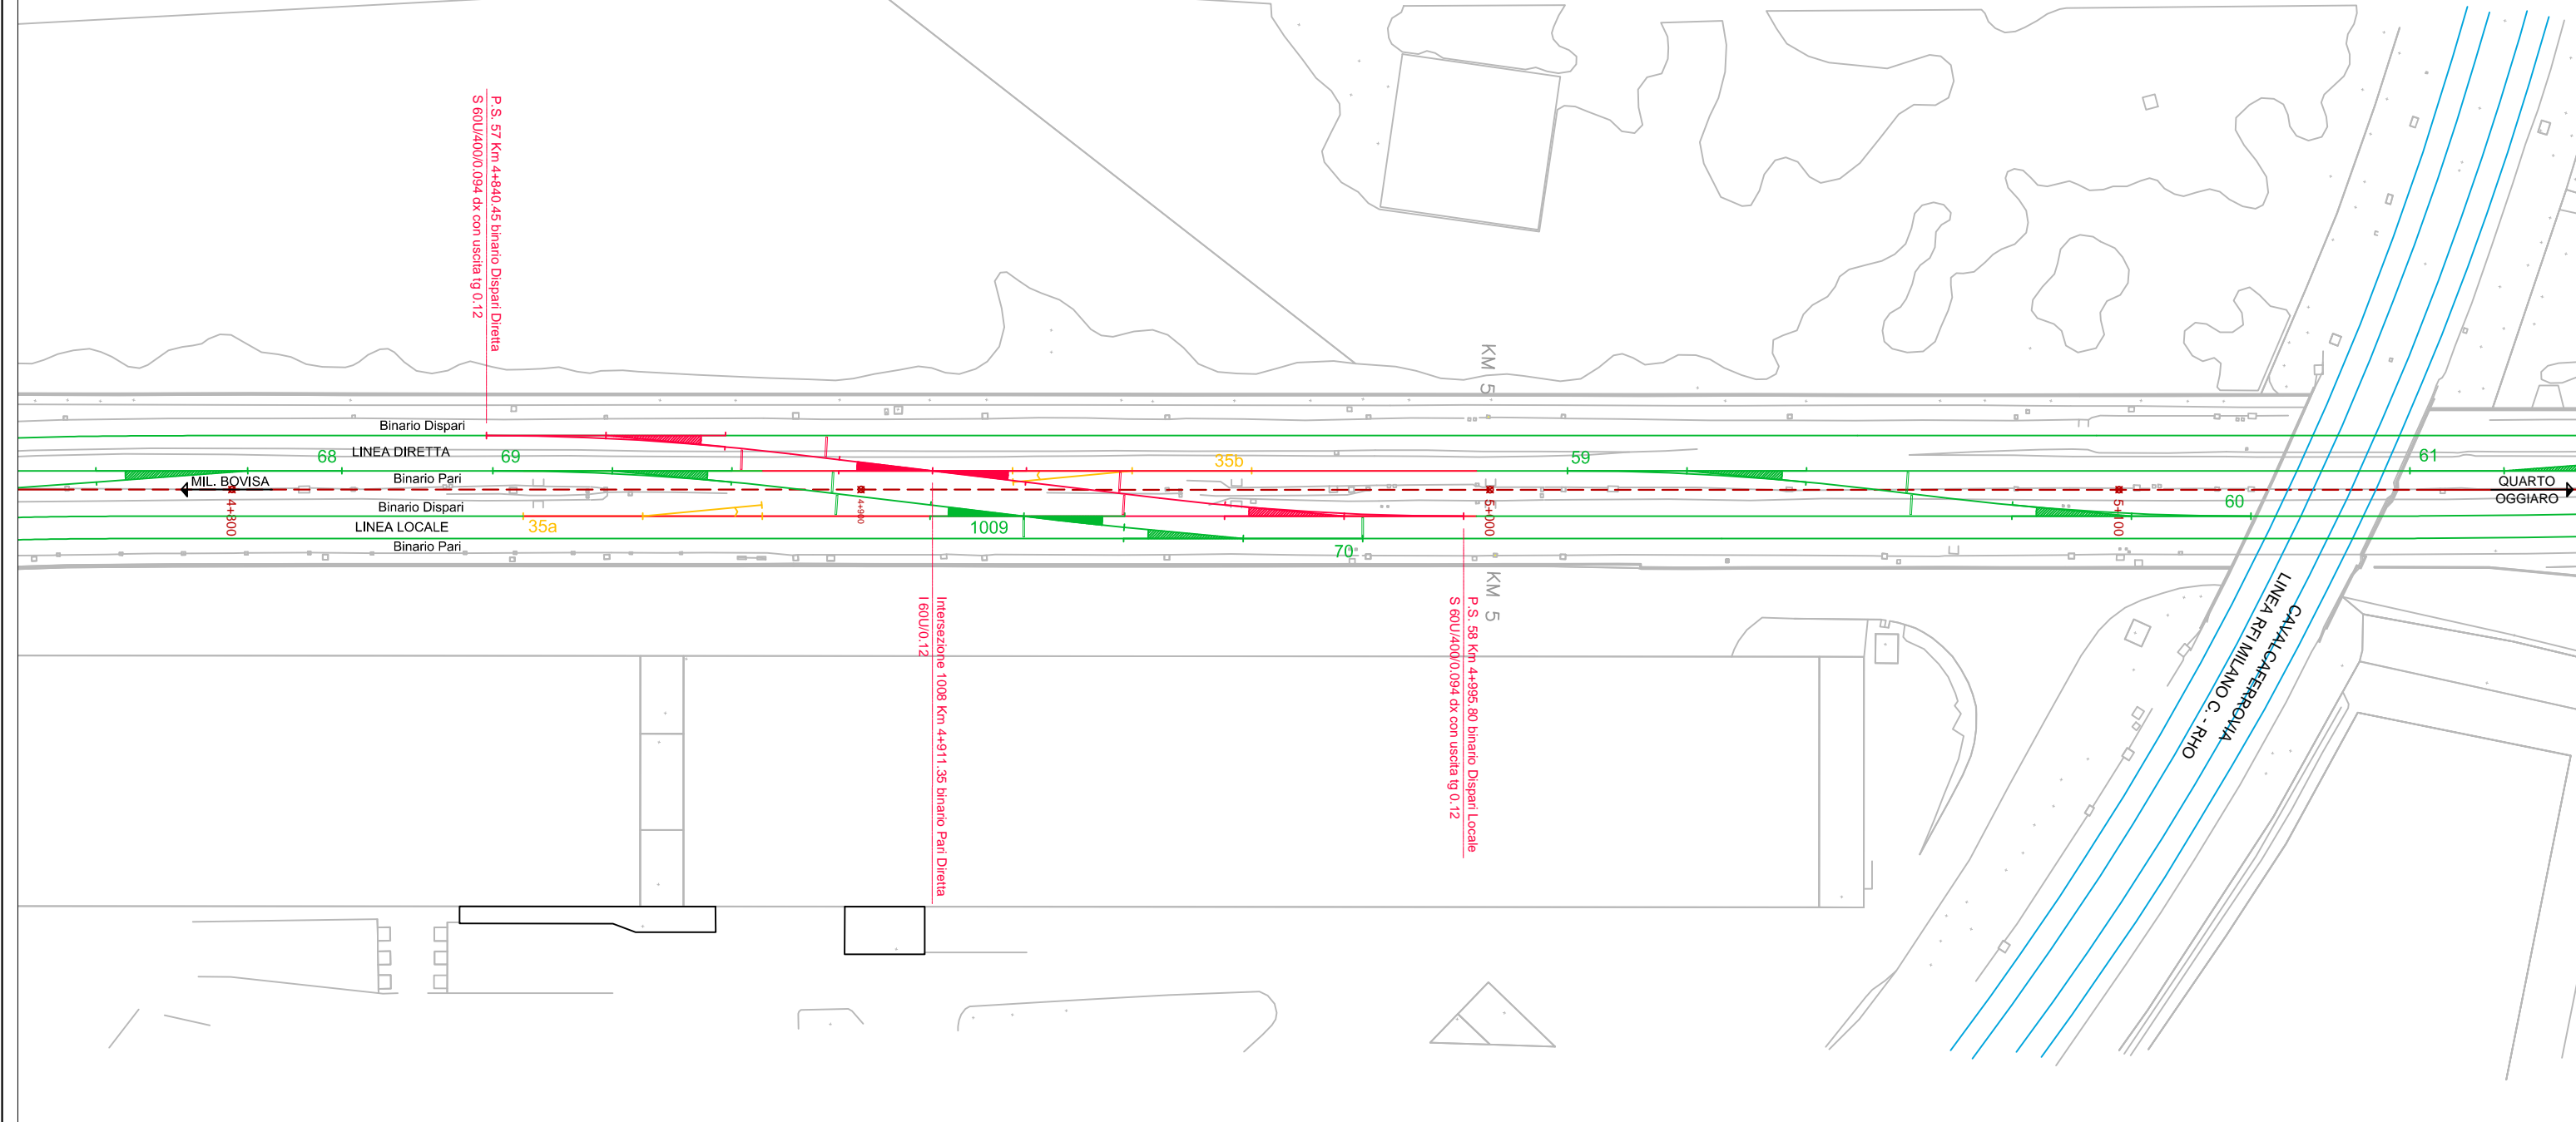 P.S. 57 Km 4+840.45 binario Dispari Diretta
S 60U/400/0.094 dx con uscita tg 0.12
KM 5
Binario Dispari
LINEA DIRETTA
68
69
35b
59
61
MIL. BOVISA
Binario Pari
QUARTO
OGGIARO
60
Binario Dispari
4+800
4+900
5+000
5+100
LINEA LOCALE
35a
1009
Binario Pari
70
KM 5
Intersezione 1008 Km 4+911.35 binario Pari Diretta
I 60U/0.12
P.S. 58 Km 4+995.80 binario Dispari Locale
S 60U/400/0.094 dx con uscita tg 0.12
CAVALCAFERROVIA
LINEA RFI MILANO C. - RHO